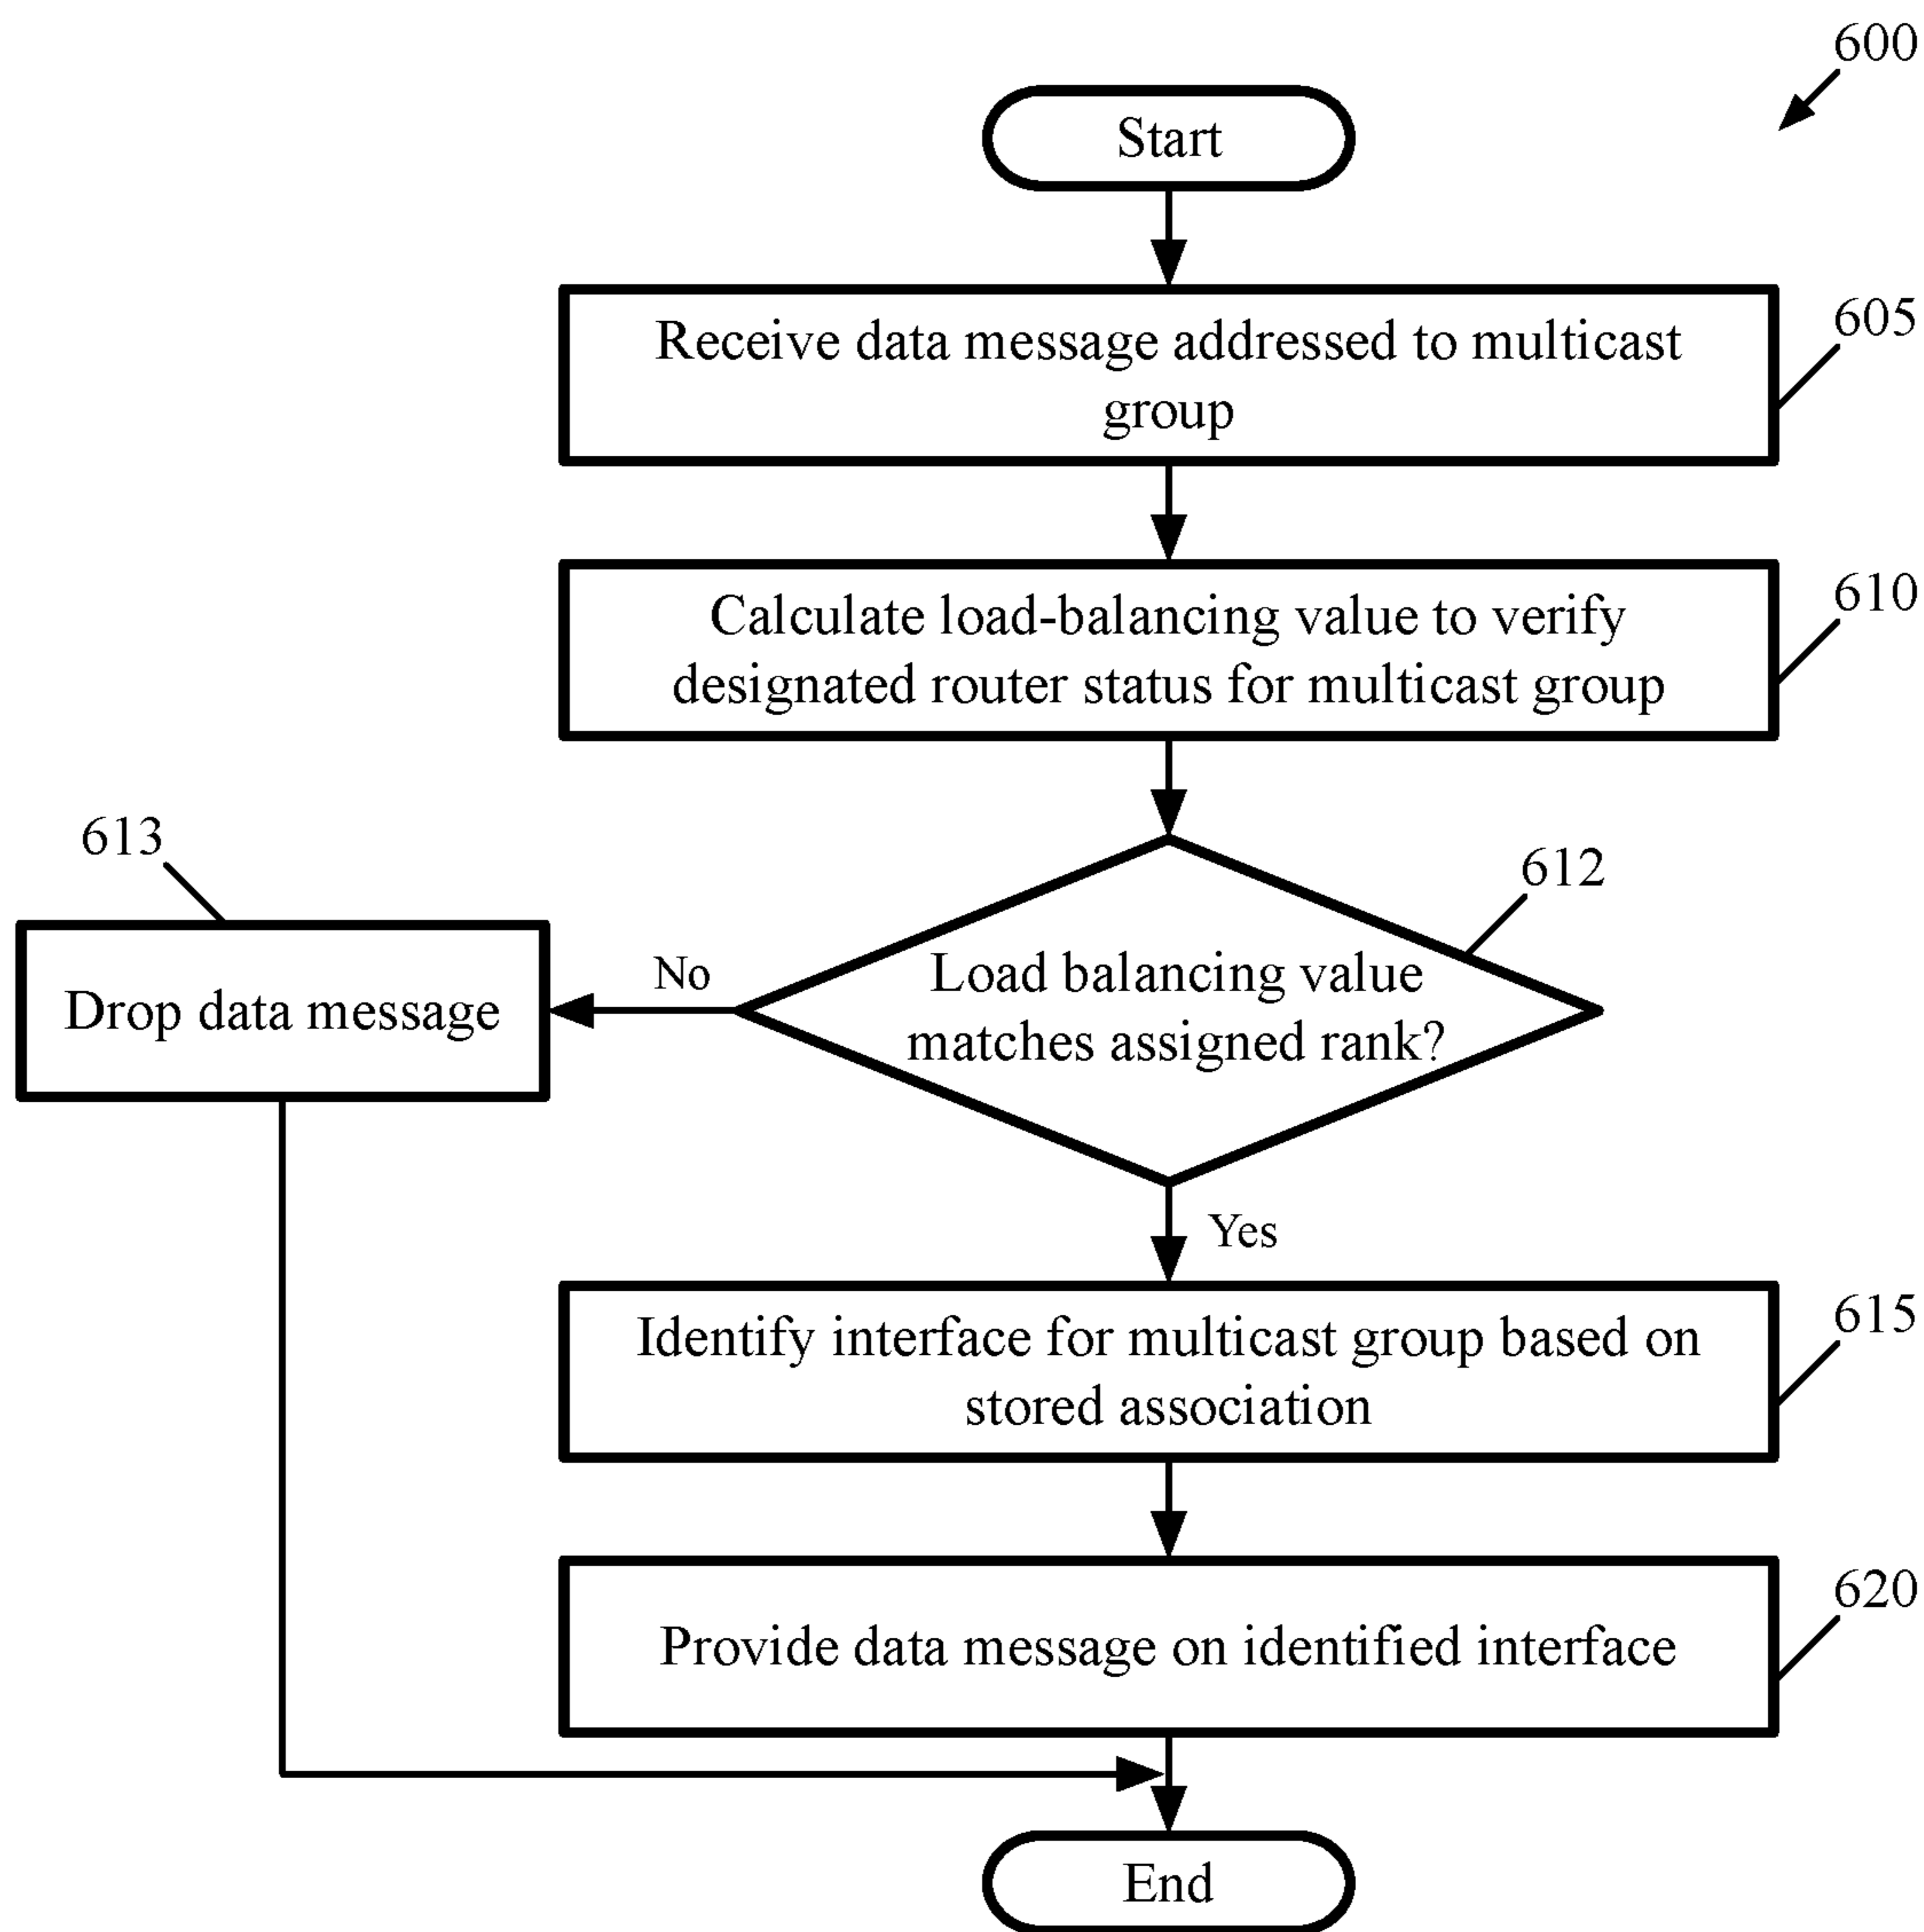 600
Start
Receive data message addressed to multicast
group
605
Calculate load-balancing value to verify
designated router status for multicast group
610
613
612
Drop data message
No
Load balancing value
matches assigned rank?
Yes
Identify interface for multicast group based on
stored association
615
Provide data message on identified interface
620
End